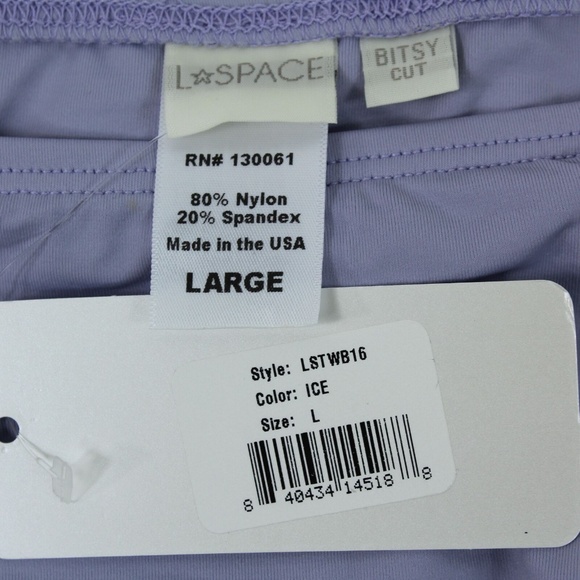 L☆SPACE
BITSY
CUT
RN# 130061
80% Nylon
20% Spandex
Made in the USA
LARGE
Style: LSTWB16
Color: ICE
Size: L
8 40434 14518 8